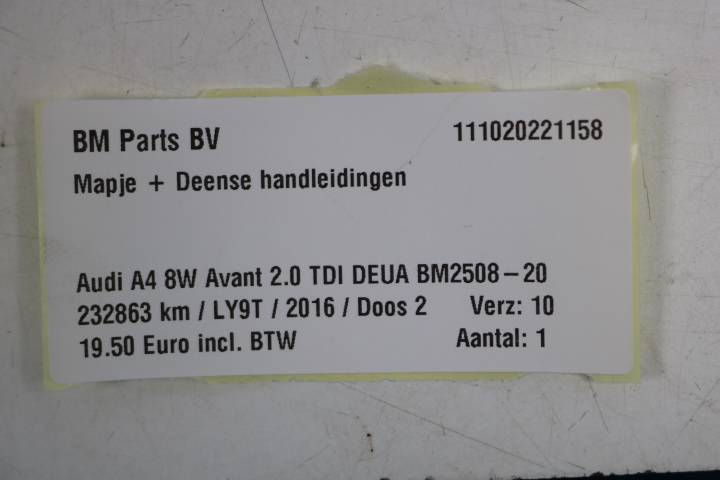 BM Parts BV 111020221158
Mapje + Deense handleidingen
Audi A4 8W Avant 2.0 TDI DEUA BM2508-20
232863 km / LY9T / 2016 / Doos 2 Verz: 10
19.50 Euro incl. BTW Aantal: 1